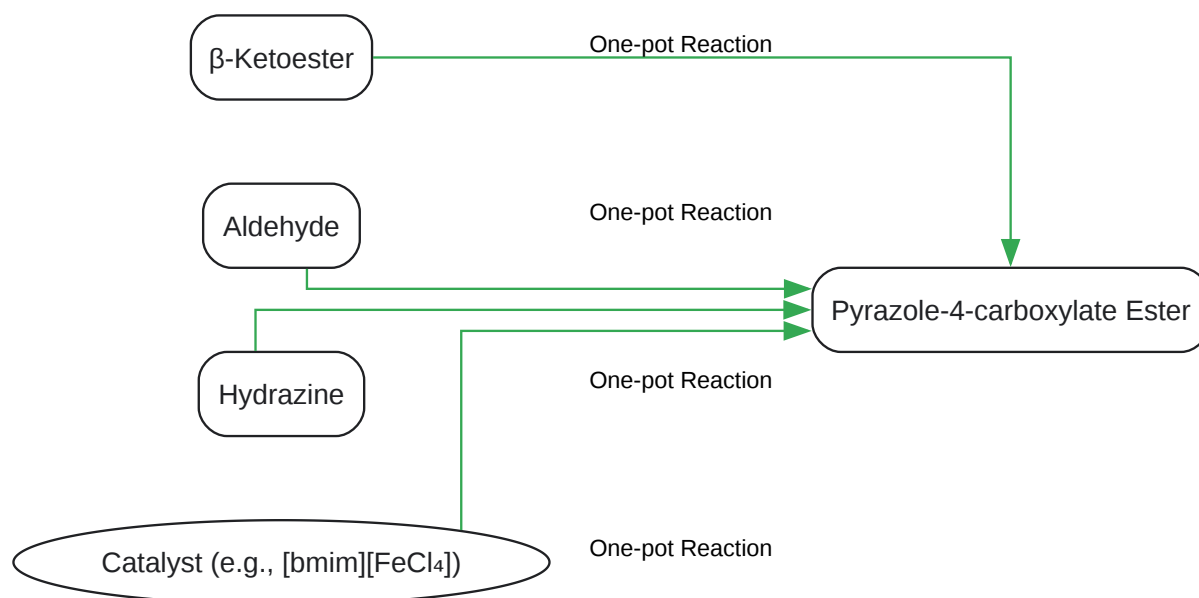 β-Ketoester
One-pot Reaction
Aldehyde
One-pot Reaction
Pyrazole-4-carboxylate Ester
Hydrazine
One-pot Reaction
Catalyst (e.g., [bmim][FeCl₄])
One-pot Reaction